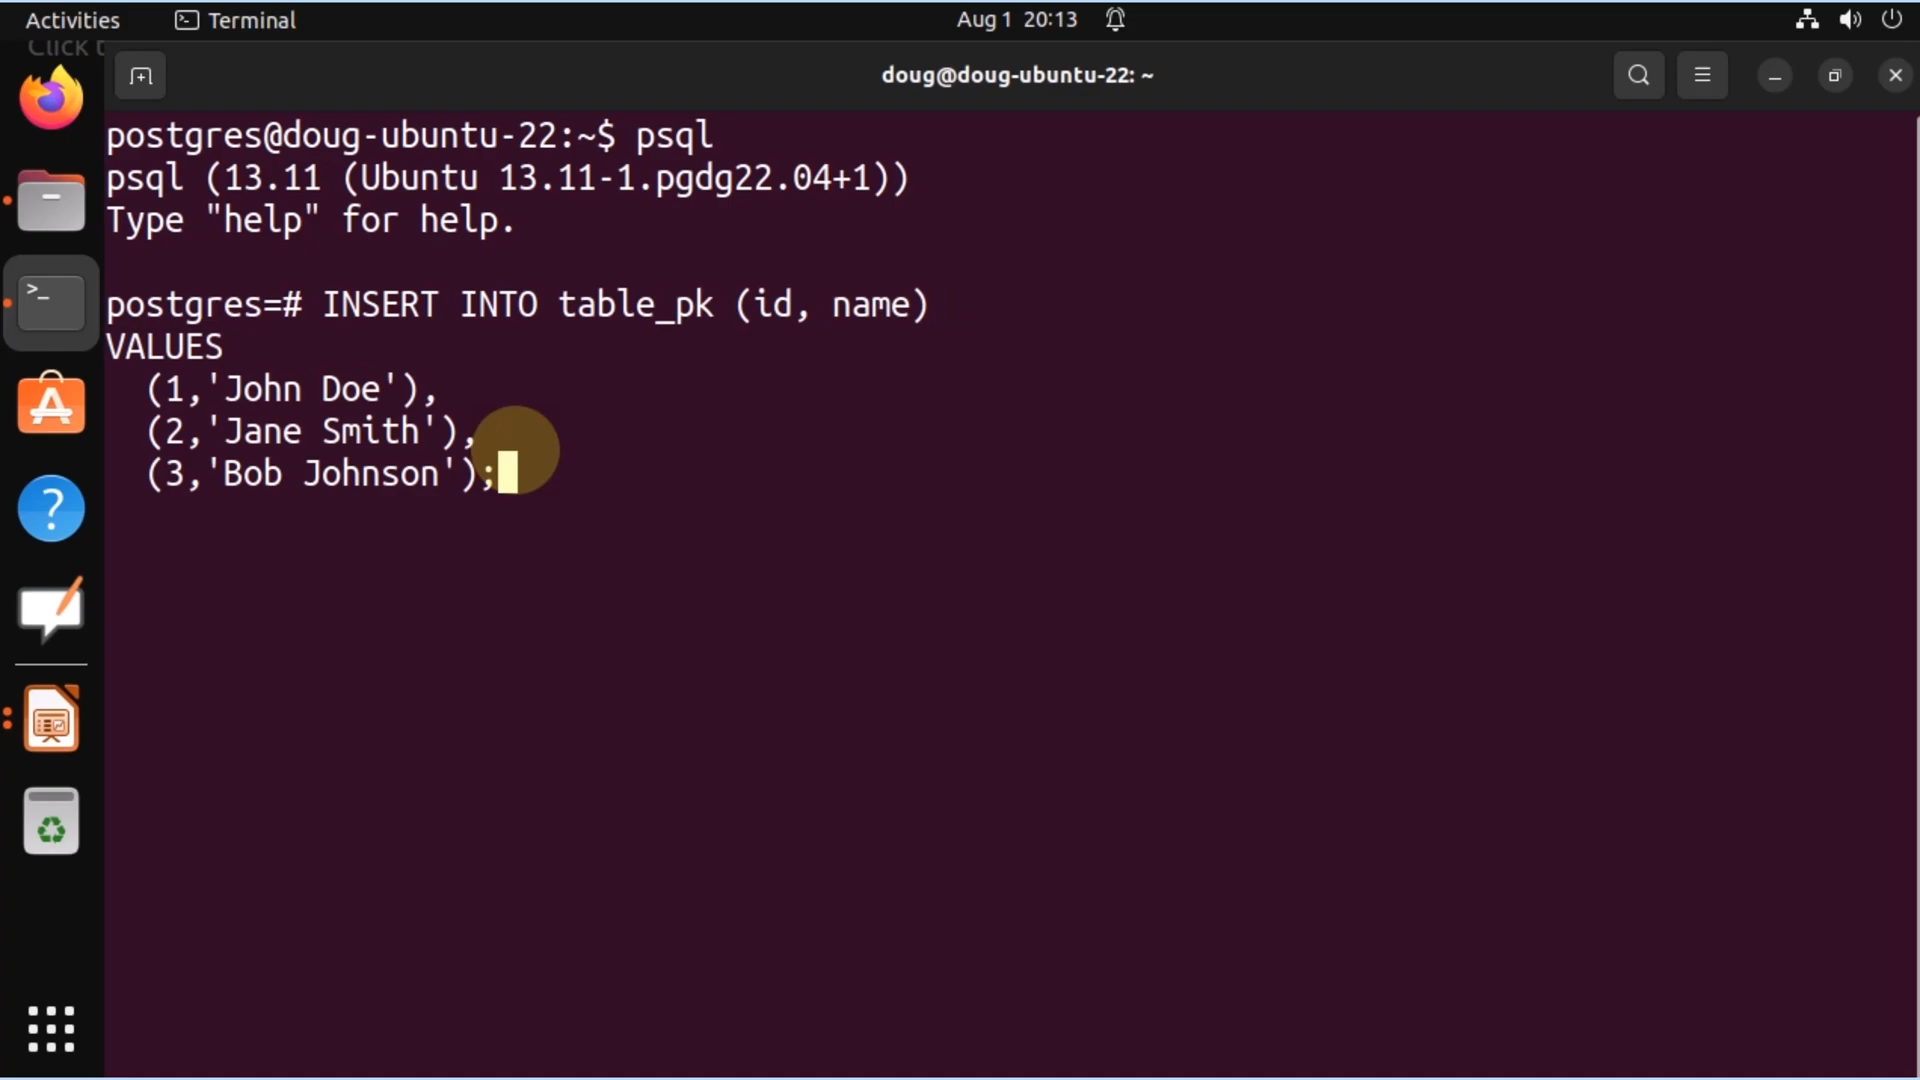 Activities
Terminal
Aug 1 20:13
Click t
doug@doug-ubuntu-22: ~
postgres@doug-ubuntu-22:~$ psql
psql (13.11 (Ubuntu 13.11-1.pgdg22.04+1))
Type "help" for help.
postgres=# INSERT INTO table_pk (id, name)
VALUES
  (1,'John Doe'),
  (2,'Jane Smith'),
  (3,'Bob Johnson');